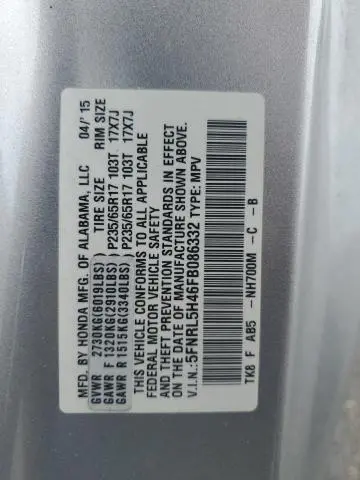 MFD. BY HONDA MFG. OF ALABAMA, LLC 04/'15
GVWR 2730KG(6019LBS) TIRE SIZE RIM SIZE
GAWR F 1320KG(2910LBS) P235/65R17 103T 17X7J
GAWR R 1515KG(3340LBS) P235/65R17 103T 17X7J
THIS VEHICLE CONFORMS TO ALL APPLICABLE
FEDERAL MOTOR VEHICLE SAFETY AND
THEFT PREVENTION STANDARDS IN EFFECT
ON THE DATE OF MANUFACTURE SHOWN ABOVE.
V.I.N.:5FNRL5H46FB086332 TYPE: MPV
TK8 F AB5 -NH700M -C -B